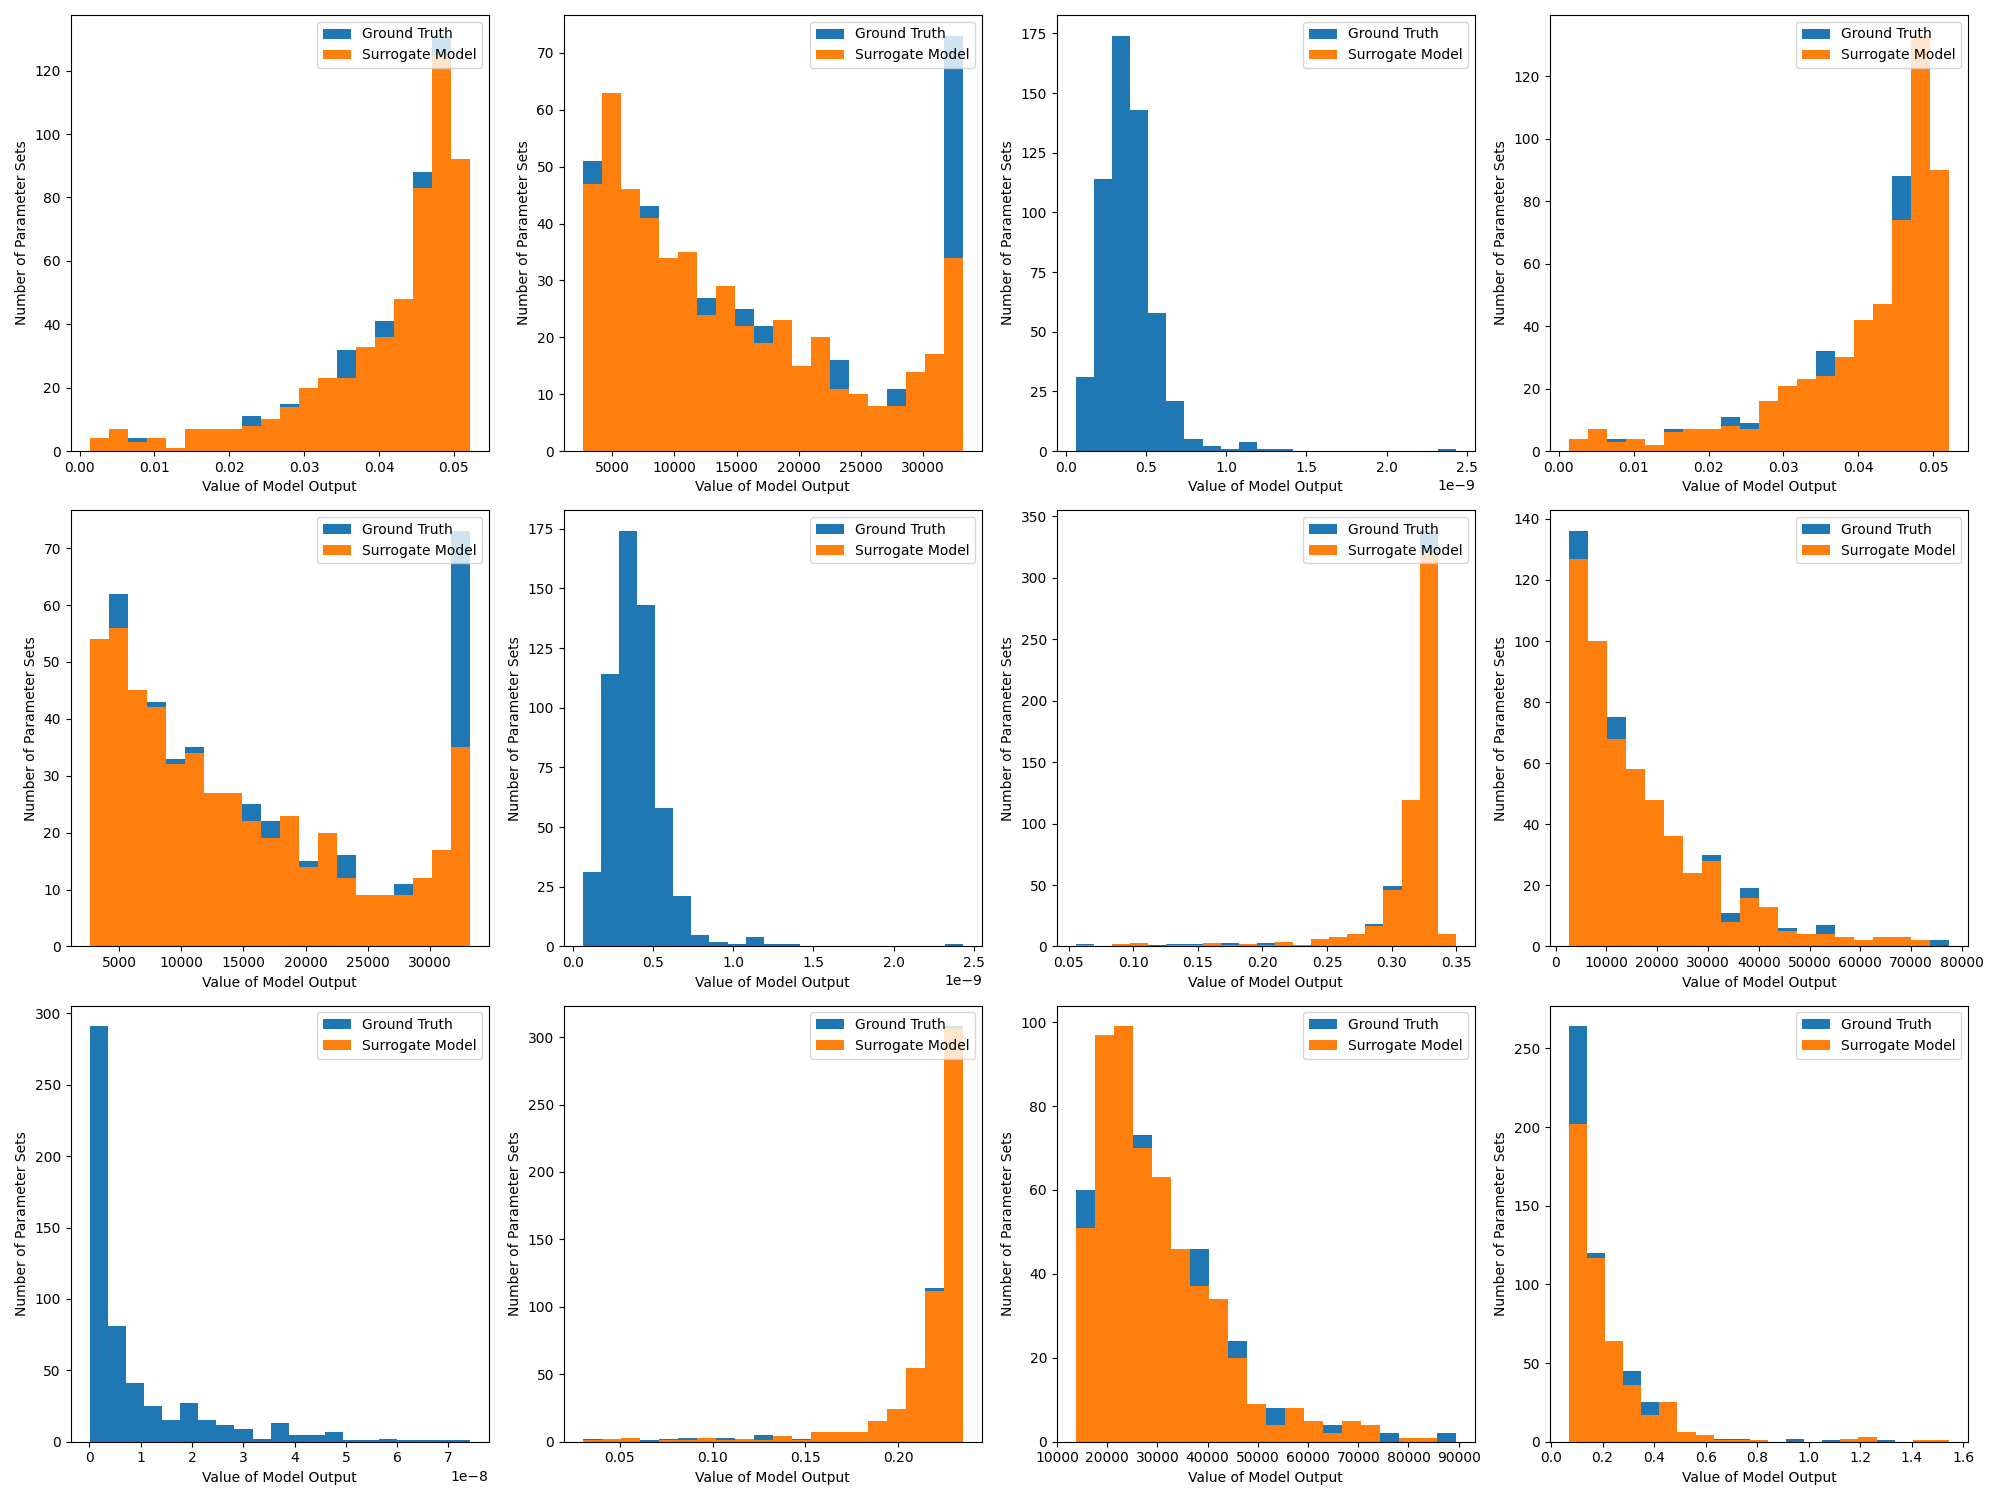 Ground Truth
Surrogate Model
Number of Parameter Sets
0 20 40 60 80 100 120
0.00 0.01 0.02 0.03 0.04 0.05
Value of Model Output
Ground Truth
Surrogate Model
Number of Parameter Sets
0 10 20 30 40 50 60 70
5000 10000 15000 20000 25000 30000
Value of Model Output
Ground Truth
Surrogate Model
Number of Parameter Sets
0 25 50 75 100 125 150 175
0.0 0.5 1.0 1.5 2.0 2.5
Value of Model Output
1e−9
Ground Truth
Surrogate Model
Number of Parameter Sets
0 20 40 60 80 100 120
0.00 0.01 0.02 0.03 0.04 0.05
Value of Model Output
Ground Truth
Surrogate Model
Number of Parameter Sets
0 10 20 30 40 50 60 70
5000 10000 15000 20000 25000 30000
Value of Model Output
Ground Truth
Surrogate Model
Number of Parameter Sets
0 25 50 75 100 125 150 175
0.0 0.5 1.0 1.5 2.0 2.5
Value of Model Output
1e−9
Ground Truth
Surrogate Model
Number of Parameter Sets
0 50 100 150 200 250 300 350
0.05 0.10 0.15 0.20 0.25 0.30 0.35
Value of Model Output
Ground Truth
Surrogate Model
Number of Parameter Sets
0 20 40 60 80 100 120 140
0 10000 20000 30000 40000 50000 60000 70000 80000
Value of Model Output
Ground Truth
Surrogate Model
Number of Parameter Sets
0 50 100 150 200 250 300
0 1 2 3 4 5 6 7
Value of Model Output
1e−8
Ground Truth
Surrogate Model
Number of Parameter Sets
0 50 100 150 200 250 300
0.05 0.10 0.15 0.20
Value of Model Output
Ground Truth
Surrogate Model
Number of Parameter Sets
0 20 40 60 80 100
10000 20000 30000 40000 50000 60000 70000 80000 90000
Value of Model Output
Ground Truth
Surrogate Model
Number of Parameter Sets
0 50 100 150 200 250
0.0 0.2 0.4 0.6 0.8 1.0 1.2 1.4 1.6
Value of Model Output